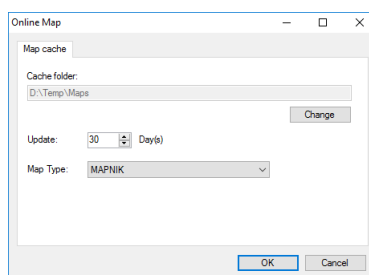 Online Map
Map cache
Cache folder:
D:\Temp\Maps
Change
Update: 30 Day(s)
Map Type: MAPNIK
OK Cancel